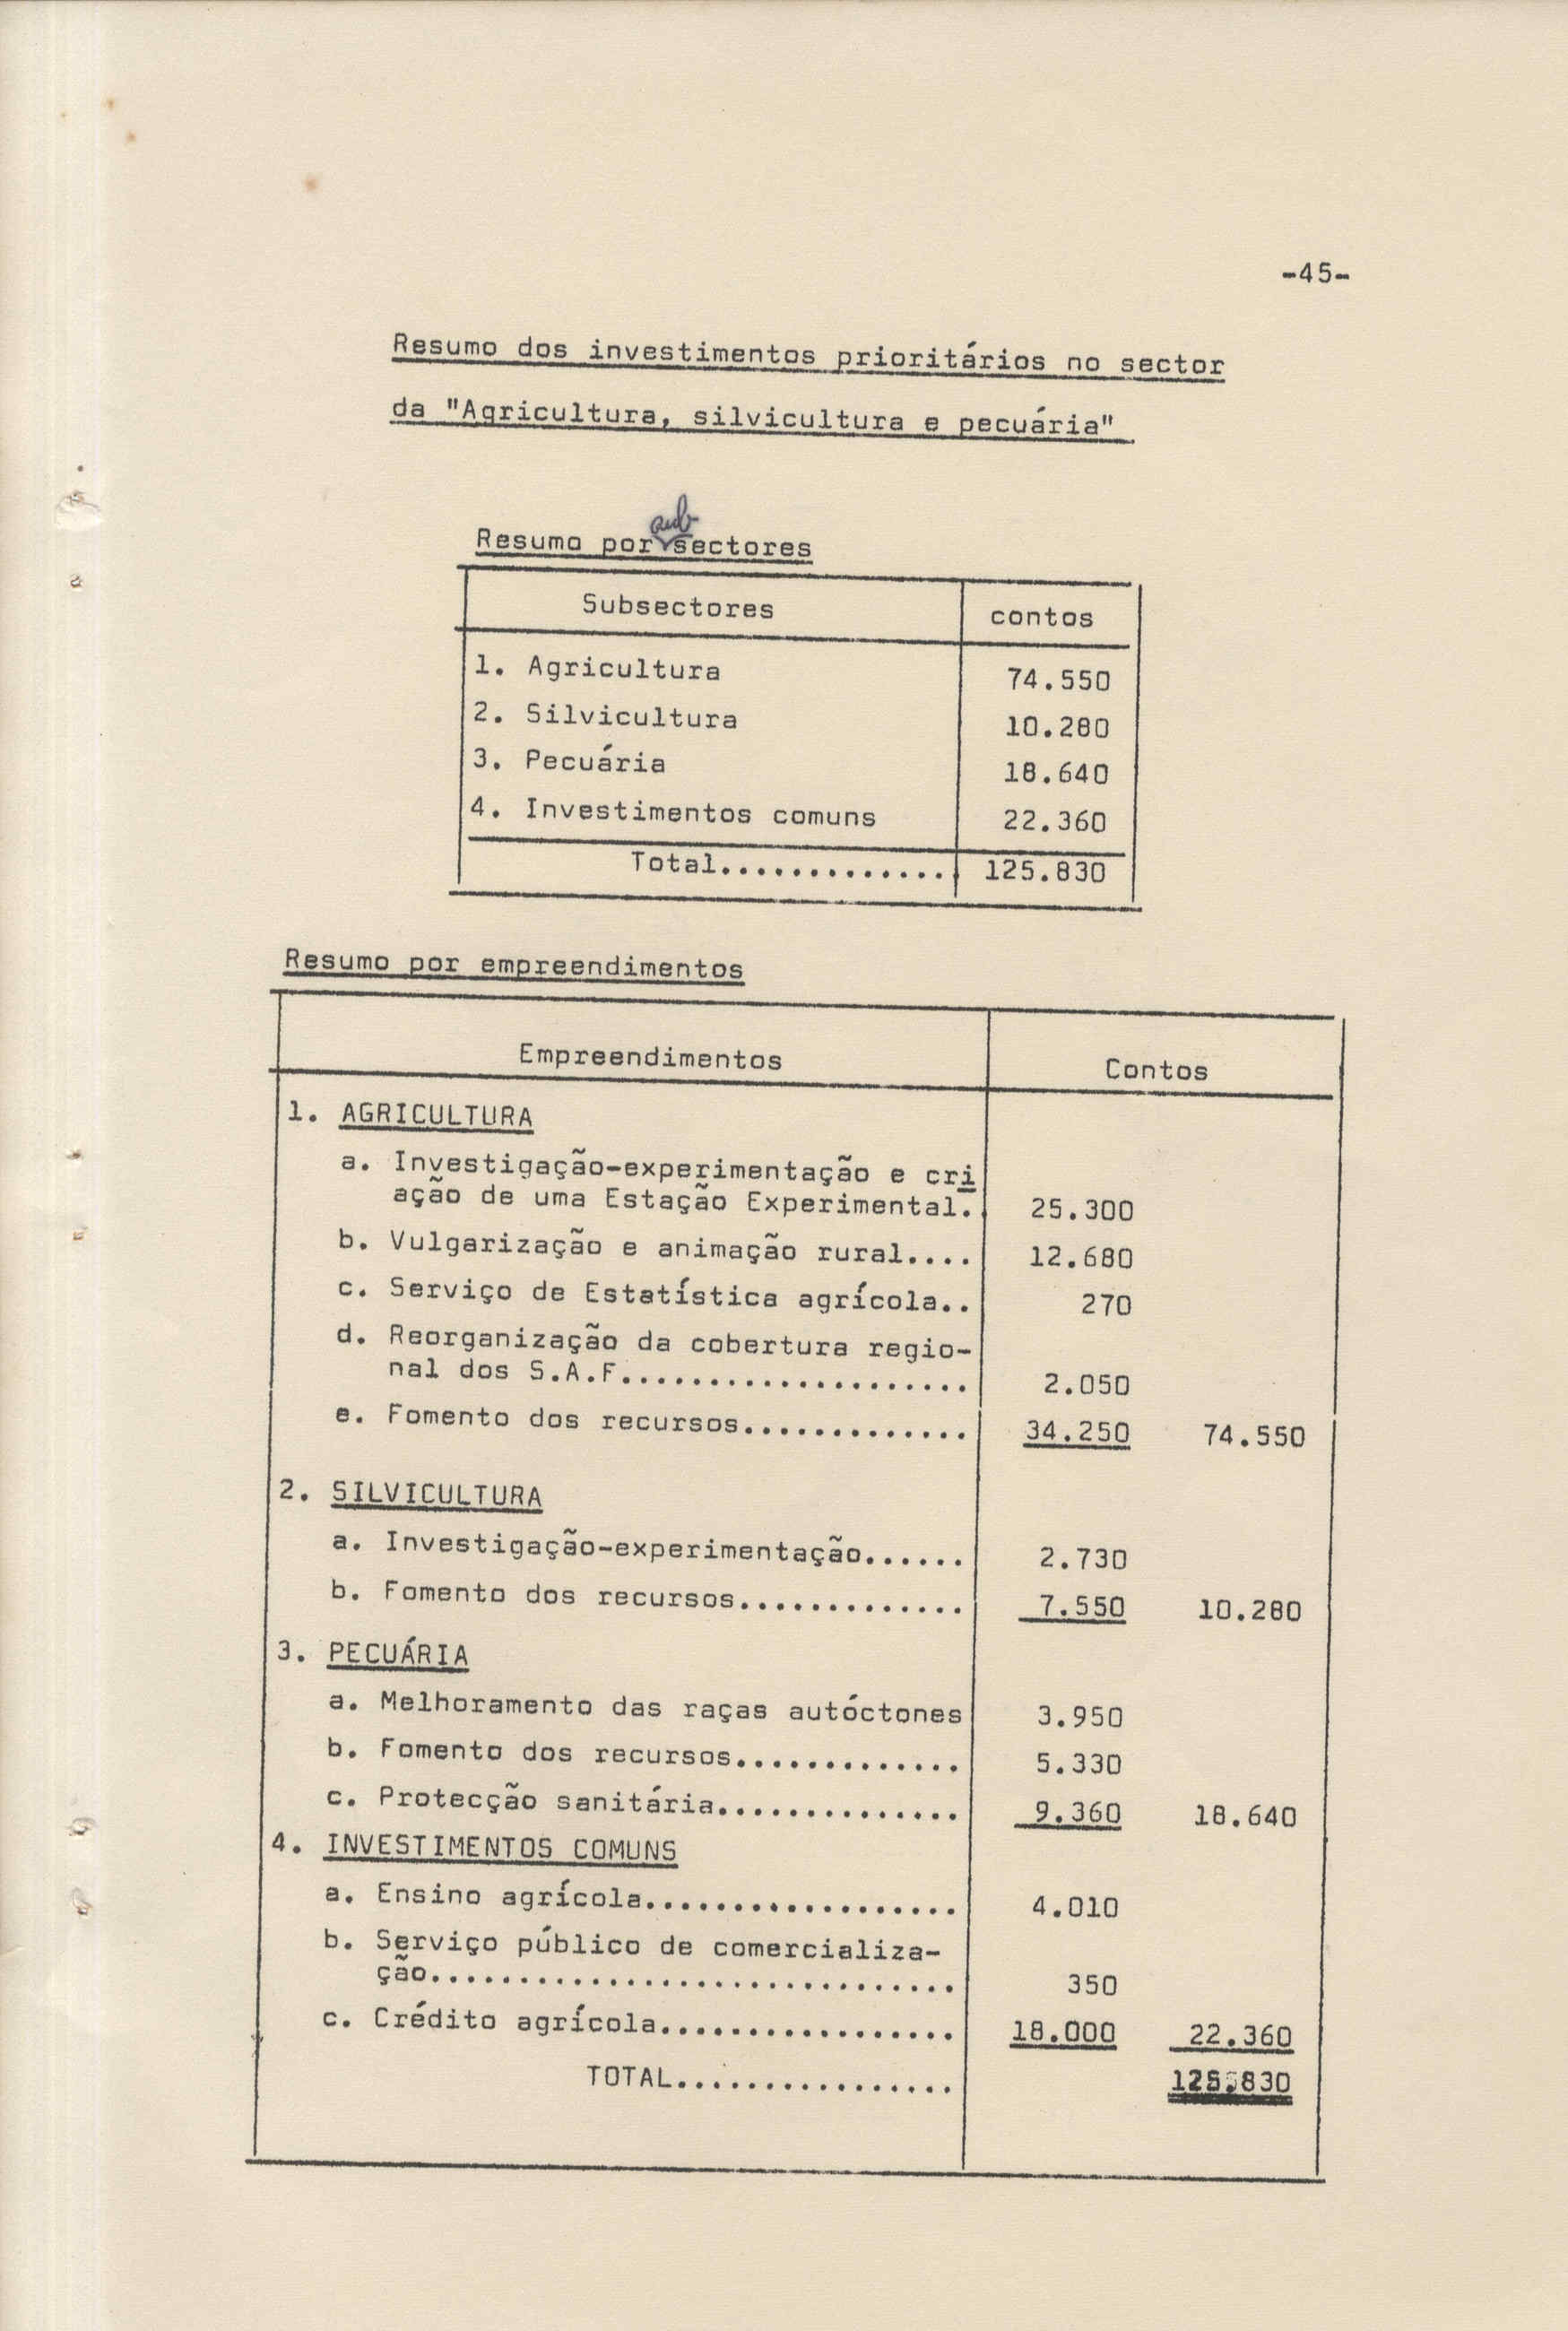 -45-
Resumo dos investimentos prioritários no sector
da "Agricultura, silvicultura e pecuária"
sub
Resumo por sectores
Subsectores contos
1. Agricultura 74.550
2. Silvicultura 10.280
3. Pecuária 18.640
4. Investimentos comuns 22.360
Total............. 125.830
Resumo por empreendimentos
Empreendimentos Contos
1. AGRICULTURA
a. Investigação-experimentação e cri
ação de uma Estação Experimental. 25.300
b. Vulgarização e animação rural.... 12.680
c. Serviço de Estatística agrícola.. 270
d. Reorganização da cobertura regio-
nal dos S.A.F.................... 2.050
e. Fomento dos recursos............. 34.250 74.550
2. SILVICULTURA
a. Investigação-experimentação...... 2.730
b. Fomento dos recursos............. 7.550 10.280
3. PECUÁRIA
a. Melhoramento das raças autóctones 3.950
b. Fomento dos recursos............. 5.330
c. Protecção sanitária.............. 9.360 18.640
4. INVESTIMENTOS COMUNS
a. Ensino agrícola.................. 4.010
b. Serviço público de comercializa-
ção.............................. 350
c. Crédito agrícola................. 18.000 22.360
TOTAL................ 125.830